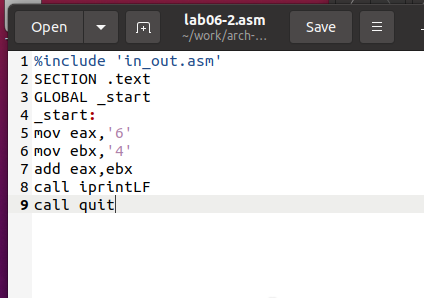 Open
lab06-2.asm
~/work/arch-...
Save
1 %include 'in_out.asm'
2 SECTION .text
3 GLOBAL _start
4 _start:
5 mov eax,'6'
6 mov ebx,'4'
7 add eax,ebx
8 call iprintLF
9 call quit